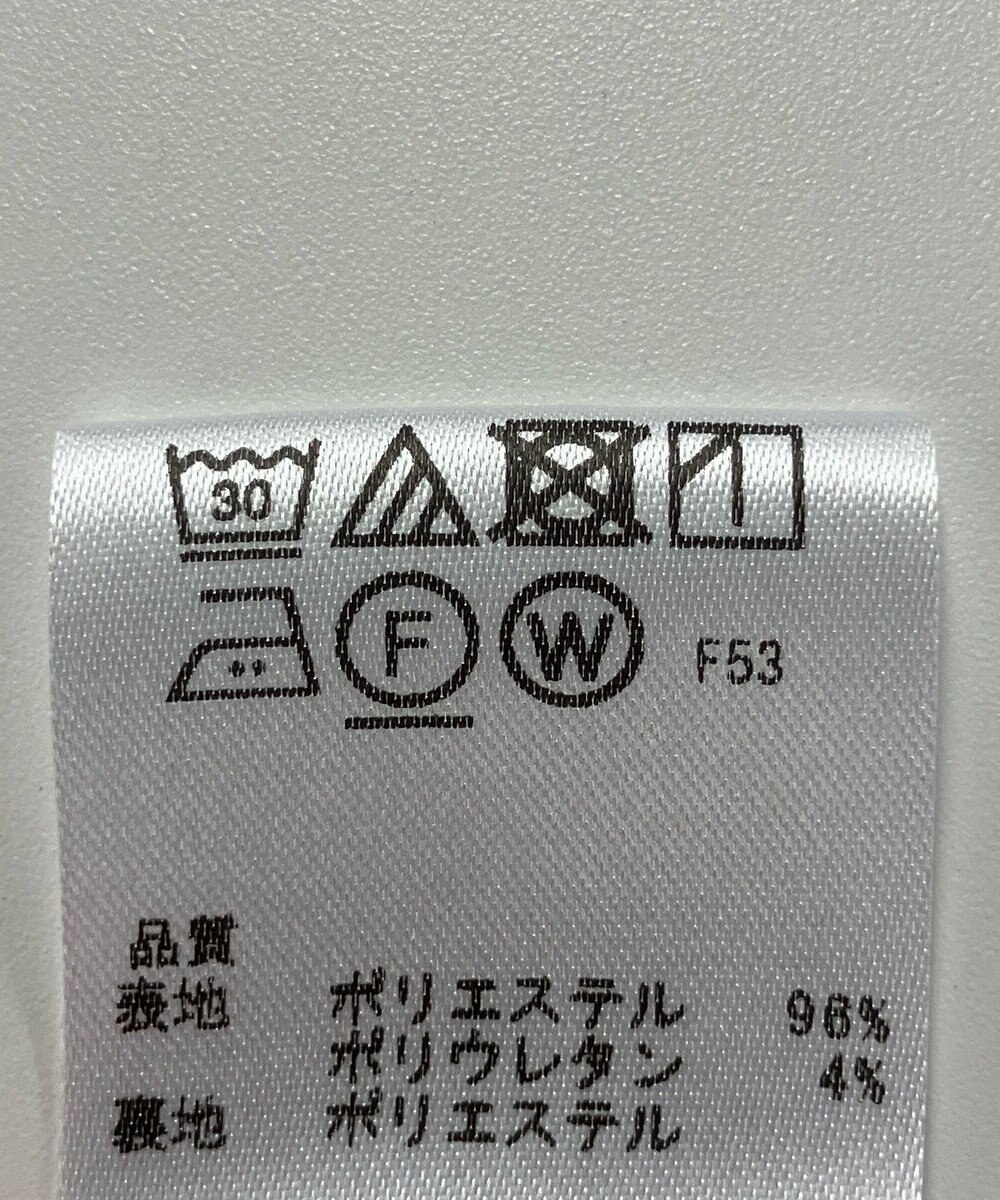 30
F W F53
品質
表地 ポリエステル 96%
ポリウレタン 4%
裏地 ポリエステル